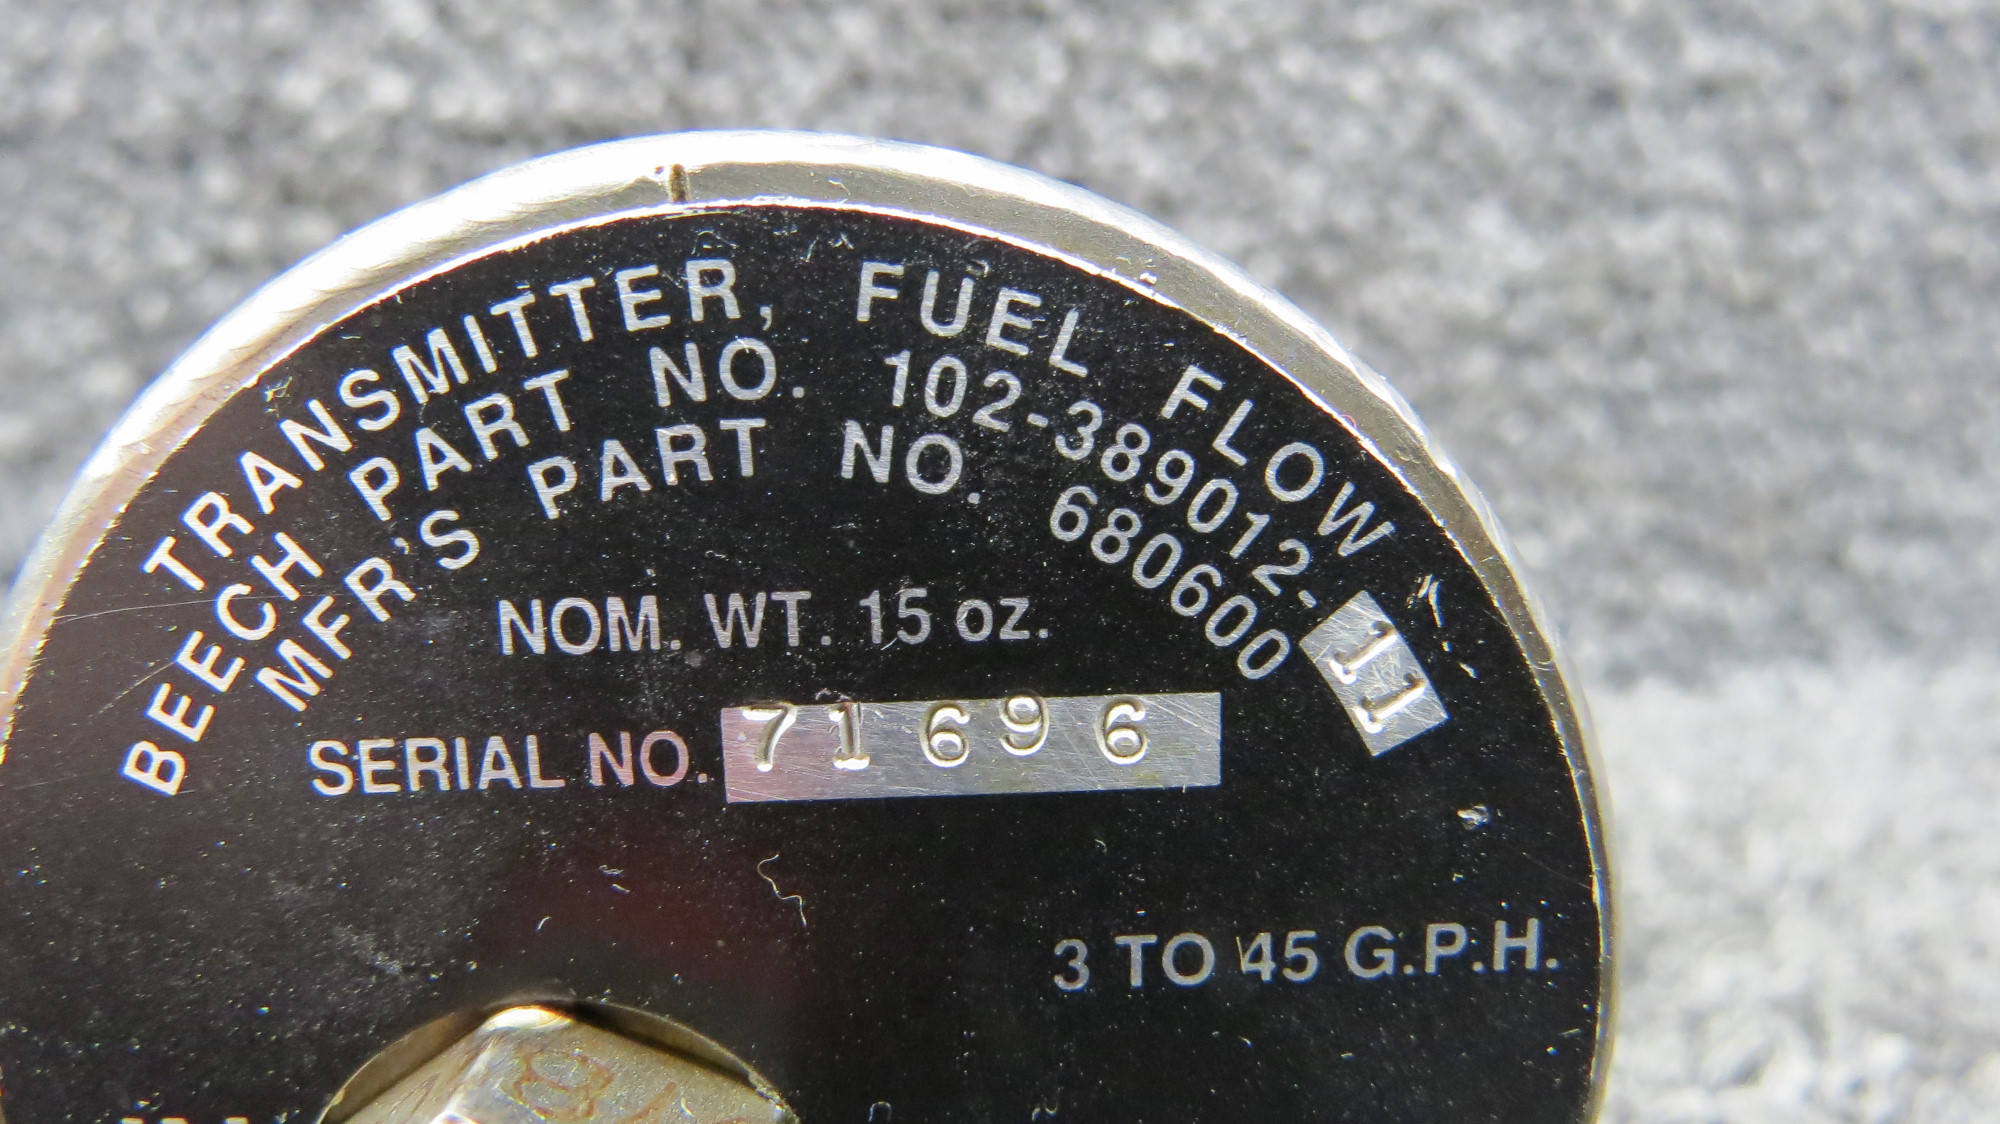 TRANSMITTER, FUEL FLOW
BEECH PART NO. 102-389012-11
MFR'S PART NO. 680600
NOM. WT. 15 oz.
SERIAL NO. 71696
3 TO 45 G.P.H.